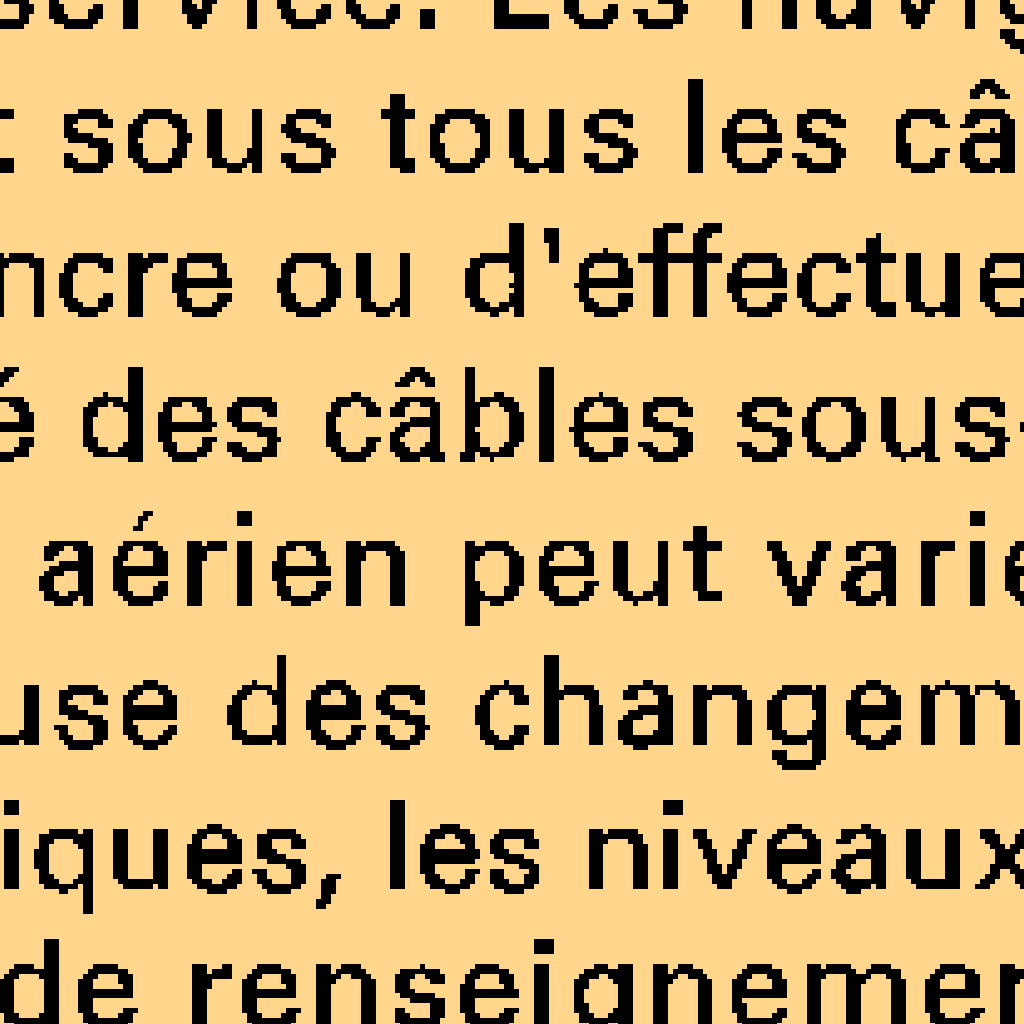 service. Les navig
t sous tous les câ
ncre ou d'effectue
é des câbles sous-
aérien peut varie
use des changem
iques, les niveaux
de renseignemen